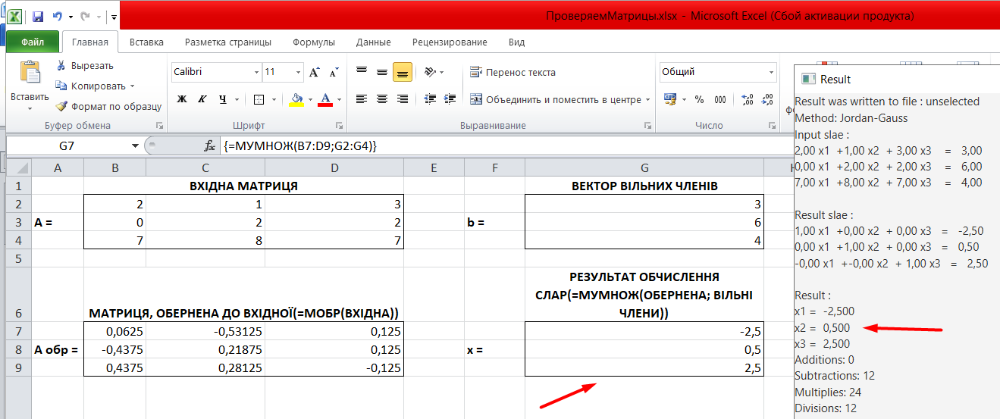 ПроверяемМатрицы.xlsx - Microsoft Excel (Сбой активации продукта)
Файл Главная Вставка Разметка страницы Формулы Данные Рецензирование Вид
Вставить
Вырезать
Копировать
Формат по образцу
Буфер обмена
Calibri 11
Ж К Ч А
Шрифт
Перенос текста
Объединить и поместить в центре
Выравнивание
Общий
% 000
Число
G7 fx {=МУМНОЖ(B7:D9;G2:G4)}
A B C D E F G
1 ВХІДНА МАТРИЦЯ ВЕКТОР ВІЛЬНИХ ЧЛЕНІВ
2 2 1 3 3
3 A = 0 2 2 b = 6
4 7 8 7 4
5
6 МАТРИЦЯ, ОБЕРНЕНА ДО ВХІДНОЇ(=МОБР(ВХІДНА))
РЕЗУЛЬТАТ ОБЧИСЛЕННЯ
СЛАР(=МУМНОЖ(ОБЕРНЕНА; ВІЛЬНІ
ЧЛЕНИ))
7 0,0625 -0,53125 0,125 -2,5
8 A обр = -0,4375 0,21875 0,125 x = 0,5
9 0,4375 0,28125 -0,125 2,5
Result
Result was written to file : unselected
Method: Jordan-Gauss
Input slae :
2,00 x1 +1,00 x2 + 3,00 x3 = 3,00
0,00 x1 +2,00 x2 + 2,00 x3 = 6,00
7,00 x1 +8,00 x2 + 7,00 x3 = 4,00
Result slae :
1,00 x1 +0,00 x2 + 0,00 x3 = -2,50
0,00 x1 +1,00 x2 + 0,00 x3 = 0,50
-0,00 x1 +-0,00 x2 + 1,00 x3 = 2,50
Result :
x1 = -2,500
x2 = 0,500
x3 = 2,500
Additions: 0
Subtractions: 12
Multiplies: 24
Divisions: 12